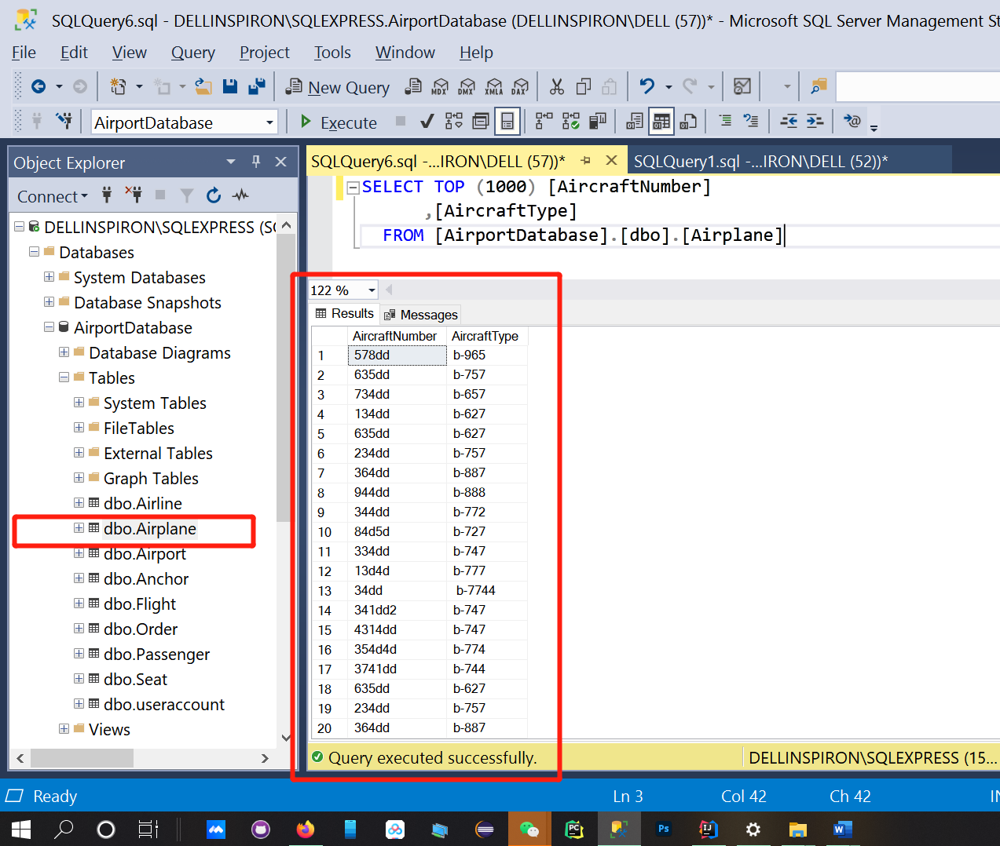 SQLQuery6.sql - DELLINSPIRON\SQLEXPRESS.AirportDatabase (DELLINSPIRON\DELL (57))* - Microsoft SQL Server Management St
File Edit View Query Project Tools Window Help
New Query MDX DMX XMLA DAX
AirportDatabase Execute
Object Explorer
Connect
DELLINSPIRON\SQLEXPRESS (SQ
Databases
System Databases
Database Snapshots
AirportDatabase
Database Diagrams
Tables
System Tables
FileTables
External Tables
Graph Tables
dbo.Airline
dbo.Airplane
dbo.Airport
dbo.Anchor
dbo.Flight
dbo.Order
dbo.Passenger
dbo.Seat
dbo.useraccount
Views
SQLQuery6.sql -...IRON\DELL (57))* SQLQuery1.sql -...IRON\DELL (52))*
SELECT TOP (1000) [AircraftNumber]
,[AircraftType]
FROM [AirportDatabase].[dbo].[Airplane]
122 %
Results Messages
AircraftNumber AircraftType
1 578dd b-965
2 635dd b-757
3 734dd b-657
4 134dd b-627
5 635dd b-627
6 234dd b-757
7 364dd b-887
8 944dd b-888
9 344dd b-772
10 84d5d b-727
11 334dd b-747
12 13d4d b-777
13 34dd b-7744
14 341dd2 b-747
15 4314dd b-747
16 354d4d b-774
17 3741dd b-744
18 635dd b-627
19 234dd b-757
20 364dd b-887
Query executed successfully. DELLINSPIRON\SQLEXPRESS (15...
Ready Ln 3 Col 42 Ch 42 IN
PC Ps IJ W